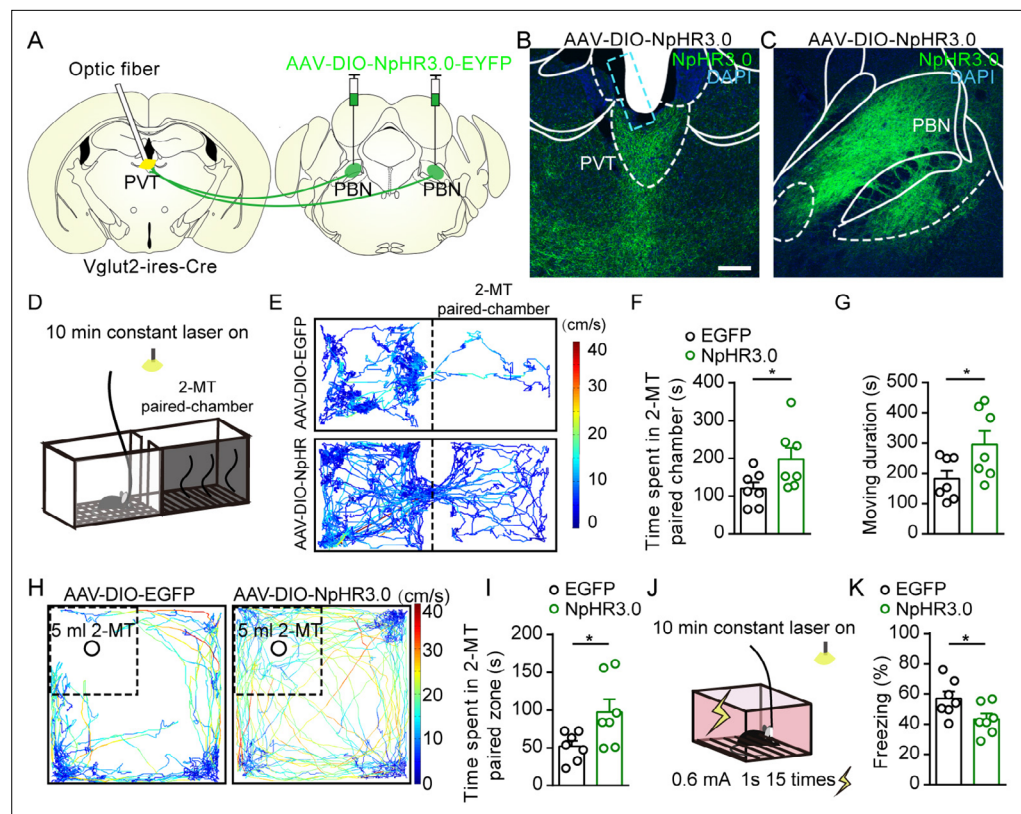 A
Optic fiber
AAV-DIO-NpHR3.0-EYFP
PVT
PBN
PBN
Vglut2-ires-Cre
B
AAV-DIO-NpHR3.0
NpHR3.0
DAPI
PVT
C
AAV-DIO-NpHR3.0
NpHR3.0
DAPI
PBN
D
10 min constant laser on
2-MT
paired-chamber
E
2-MT
paired-chamber
AAV-DIO-EGFP
AAV-DIO-NpHR
(cm/s)
40
30
20
10
0
F
EGFP
NpHR3.0
Time spent in 2-MT
paired chamber (s)
400
300
200
100
0
*
G
Moving duration (s)
500
400
300
200
100
0
*
H
AAV-DIO-EGFP
5 ml 2-MT
AAV-DIO-NpHR3.0
5 ml 2-MT
(cm/s)
40
30
20
10
0
I
EGFP
NpHR3.0
Time spent in 2-MT
paired zone (s)
200
150
100
50
0
*
J
10 min constant laser on
0.6 mA 1s 15 times
K
EGFP
NpHR3.0
Freezing (%)
100
80
60
40
20
0
*